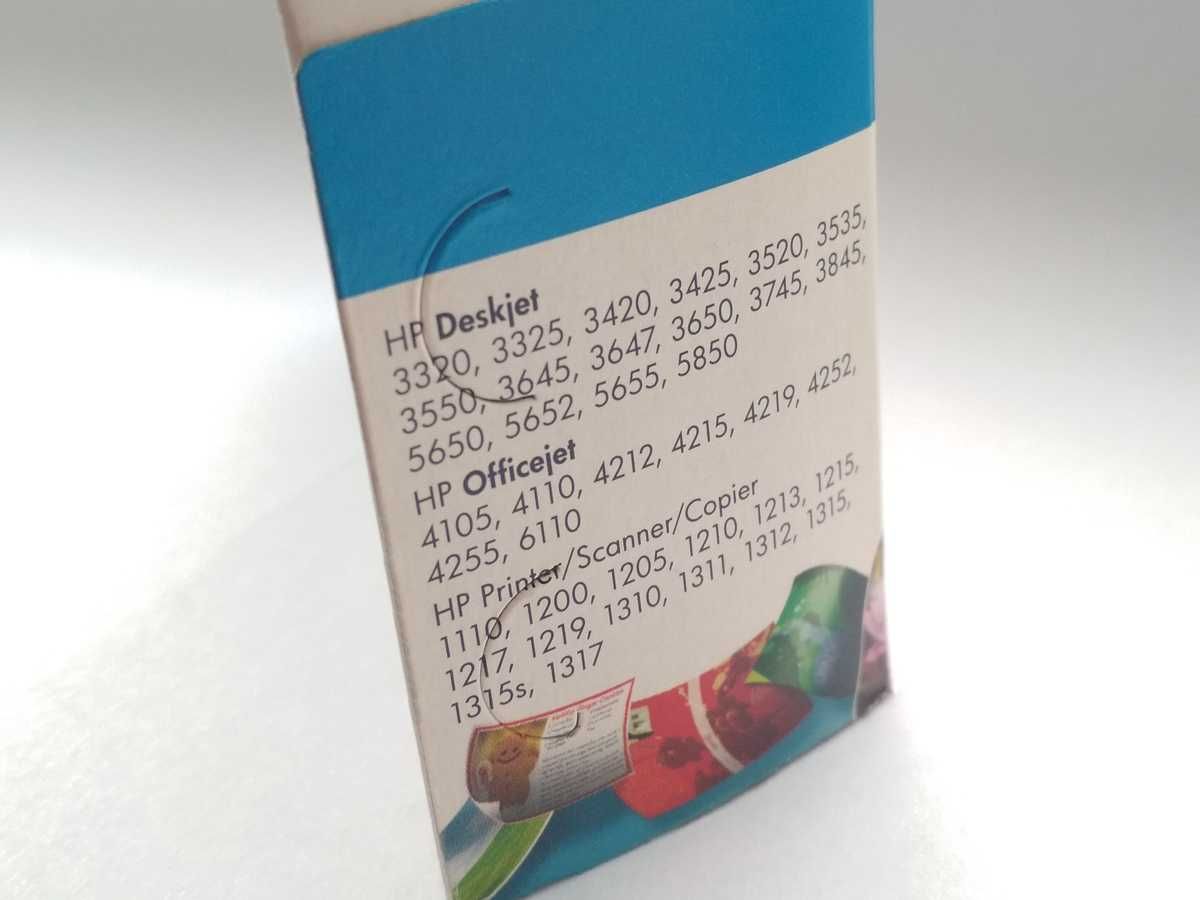 HP Deskjet
3320, 3325, 3420, 3425, 3520, 3535,
3550, 3645, 3647, 3650, 3745, 3845,
5650, 5652, 5655, 5850
HP Officejet
4105, 4110, 4212, 4215, 4219, 4252,
4255, 6110
HP Printer/Scanner/Copier
1110, 1200, 1205, 1210, 1213, 1215,
1217, 1219, 1310, 1311, 1312, 1315,
1315s, 1317